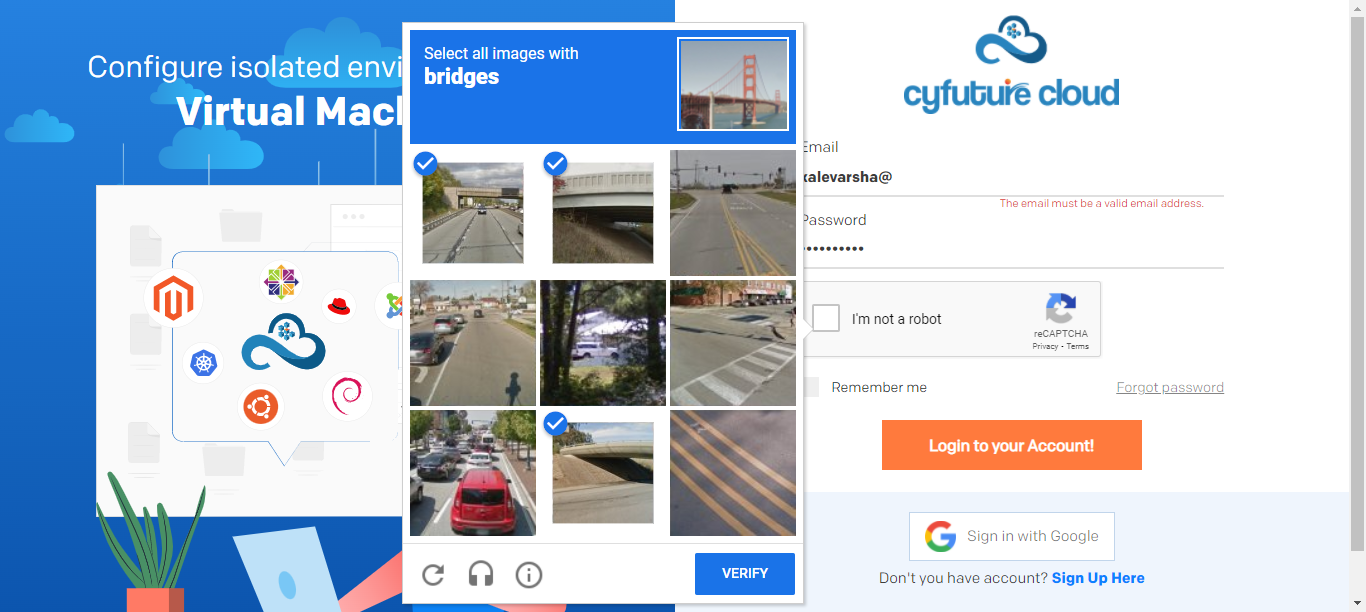 Configure isolated envi
Virtual Macl
Select all images with
bridges
VERIFY
cyfuture cloud
Email
kalevarsha@
The email must be a valid email address.
Password
I'm not a robot
reCAPTCHA
Privacy - Terms
Remember me
Forgot password
Login to your Account!
Sign in with Google
Don't you have account? Sign Up Here